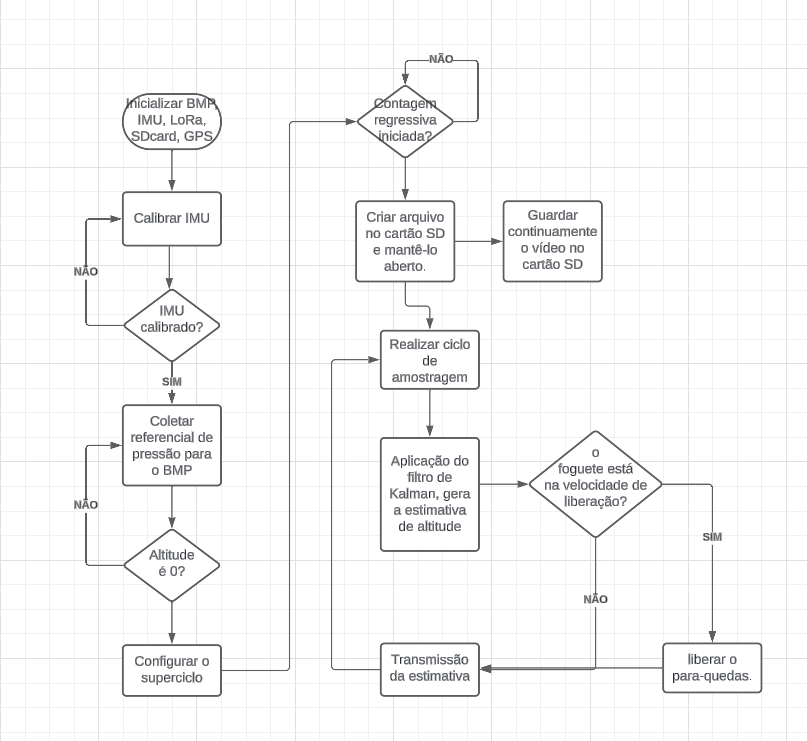 Inicializar BMP,
IMU, LoRa,
SDcard, GPS
Calibrar IMU
NÃO
IMU
calibrado?
SIM
Coletar
referencial de
pressão para
o BMP
NÃO
Altitude
é 0?
Configurar o
superciclo
NÃO
Contagem
regressiva
iniciada?
Criar arquivo
no cartão SD
e mantê-lo
aberto.
Guardar
continuamente
o vídeo no
cartão SD
Realizar ciclo
de
amostragem
Aplicação do
filtro de
Kalman, gera
a estimativa
de altitude
o
foguete está
na velocidade de
liberação?
SIM
NÃO
Transmissão
da estimativa
liberar o
para-quedas.